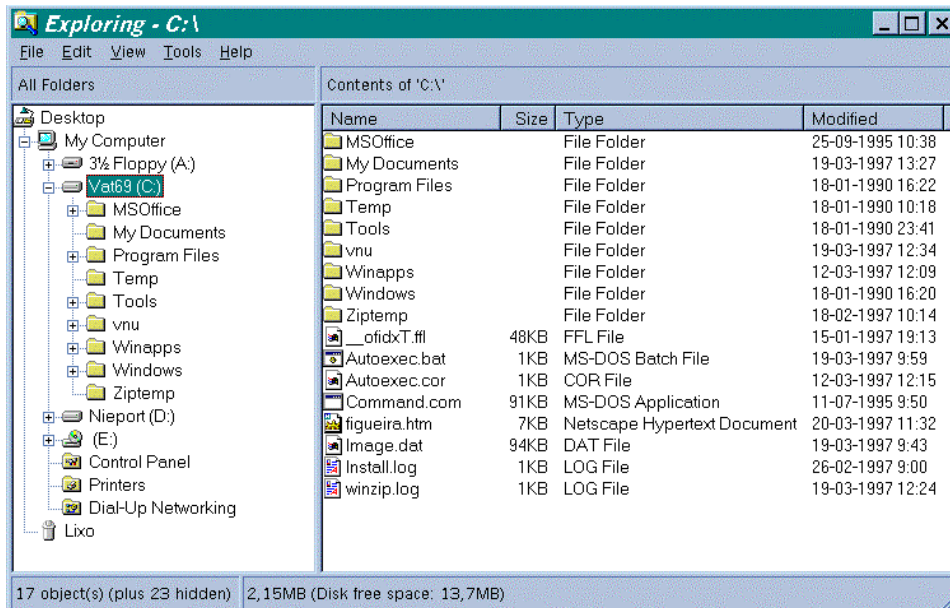 Exploring - C:\
File Edit View Tools Help
All Folders
Contents of 'C:\'
Desktop
My Computer
3½ Floppy (A:)
Vat69 (C:)
MSOffice
My Documents
Program Files
Temp
Tools
vnu
Winapps
Windows
Ziptemp
Nieport (D:)
(E:)
Control Panel
Printers
Dial-Up Networking
Lixo
Name Size Type Modified
MSOffice File Folder 25-09-1995 10:38
My Documents File Folder 19-03-1997 13:27
Program Files File Folder 18-01-1990 16:22
Temp File Folder 18-01-1990 10:18
Tools File Folder 18-01-1990 23:41
vnu File Folder 19-03-1997 12:34
Winapps File Folder 12-03-1997 12:09
Windows File Folder 18-01-1990 16:20
Ziptemp File Folder 18-02-1997 10:14
__ofidxT.ffl 48KB FFL File 15-01-1997 19:13
Autoexec.bat 1KB MS-DOS Batch File 19-03-1997 9:59
Autoexec.cor 1KB COR File 12-03-1997 12:15
Command.com 91KB MS-DOS Application 11-07-1995 9:50
figueira.htm 7KB Netscape Hypertext Document 20-03-1997 11:32
Image.dat 94KB DAT File 19-03-1997 9:43
Install.log 1KB LOG File 26-02-1997 9:00
winzip.log 1KB LOG File 19-03-1997 12:24
17 object(s) (plus 23 hidden) 2,15MB (Disk free space: 13,7MB)